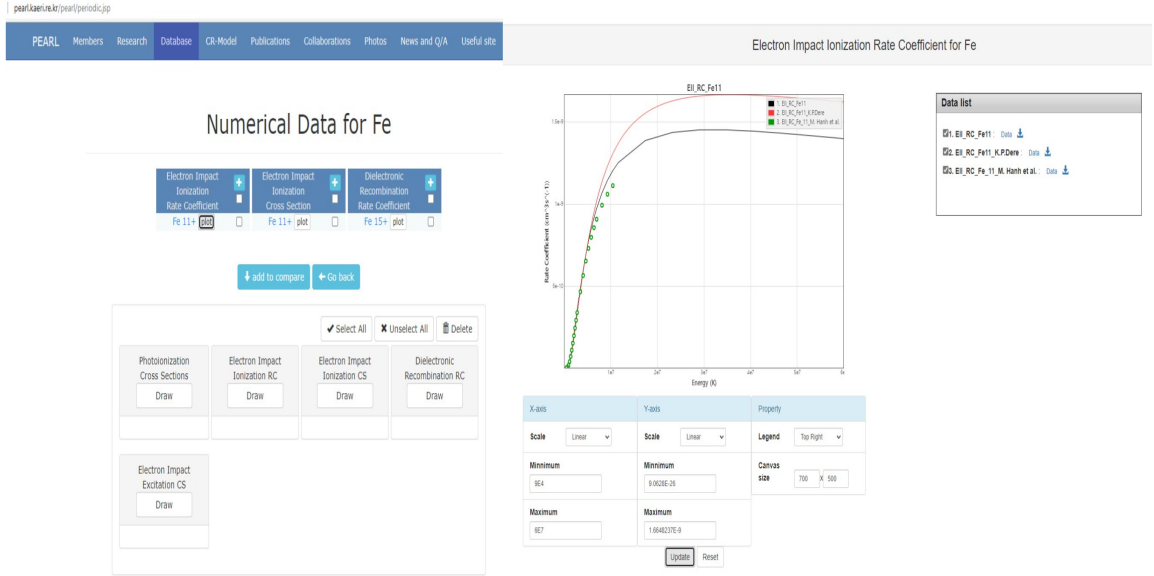 pearl.kaeri.re.kr/pearl/periodic.jsp
PEARL Members Research Database CR-Model Publications Collaborations Photos News and Q/A Useful site
Numerical Data for Fe
Electron Impact Ionization Rate Coefficient +
Electron Impact Ionization Cross Section +
Dielectronic Recombination Rate Coefficient +
Fe 11+ plot
Fe 11+ plot
Fe 15+ plot
add to compare Go back
Select All Unselect All Delete
Photoionization Cross Sections
Draw
Electron Impact Ionization RC
Draw
Electron Impact Ionization CS
Draw
Dielectronic Recombination RC
Draw
Electron Impact Excitation CS
Draw
Electron Impact Ionization Rate Coefficient for Fe
EII_RC_Fe11
1. EII_RC_Fe11
2. EII_RC_Fe11_K.P.Dere
3. EII_RC_Fe_11_M. Hanh et al.
Rate Coefficient (cm^3)s^(-1))
1e-9
1e7 2e7 3e7 4e7 5e7
Energy (K)
Data list
1. EII_RC_Fe11 : Data
2. EII_RC_Fe11_K.P.Dere : Data
3. EII_RC_Fe_11_M. Hanh et al. : Data
X-axis Y-axis Property
Scale Linear
Scale Linear
Legend Top Right
Minnimum
9E4
Minnimum
9.0628E-26
Canvas size 700 X 500
Maximum
6E7
Maximum
1.6648237E-9
Update Reset